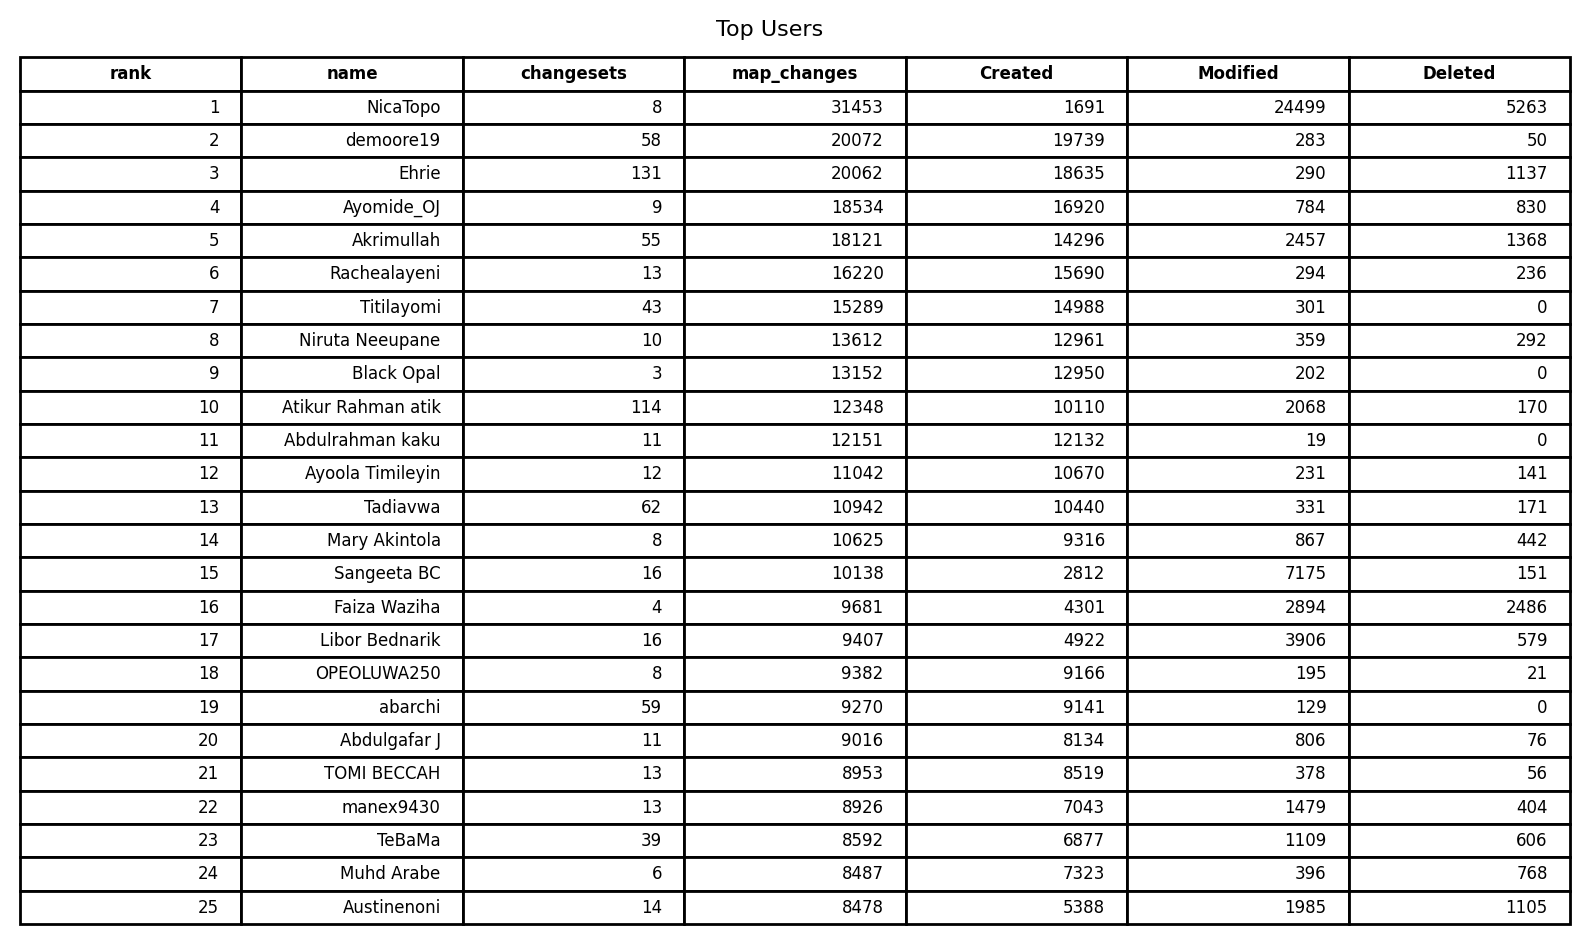 Top Users
rank name changesets map_changes Created Modified Deleted
1 NicaTopo 8 31453 1691 24499 5263
2 demoore19 58 20072 19739 283 50
3 Ehrie 131 20062 18635 290 1137
4 Ayomide_OJ 9 18534 16920 784 830
5 Akrimullah 55 18121 14296 2457 1368
6 Rachealayeni 13 16220 15690 294 236
7 Titilayomi 43 15289 14988 301 0
8 Niruta Neeupane 10 13612 12961 359 292
9 Black Opal 3 13152 12950 202 0
10 Atikur Rahman atik 114 12348 10110 2068 170
11 Abdulrahman kaku 11 12151 12132 19 0
12 Ayoola Timileyin 12 11042 10670 231 141
13 Tadiavwa 62 10942 10440 331 171
14 Mary Akintola 8 10625 9316 867 442
15 Sangeeta BC 16 10138 2812 7175 151
16 Faiza Waziha 4 9681 4301 2894 2486
17 Libor Bednarik 16 9407 4922 3906 579
18 OPEOLUWA250 8 9382 9166 195 21
19 abarchi 59 9270 9141 129 0
20 Abdulgafar J 11 9016 8134 806 76
21 TOMI BECCAH 13 8953 8519 378 56
22 manex9430 13 8926 7043 1479 404
23 TeBaMa 39 8592 6877 1109 606
24 Muhd Arabe 6 8487 7323 396 768
25 Austinenoni 14 8478 5388 1985 1105